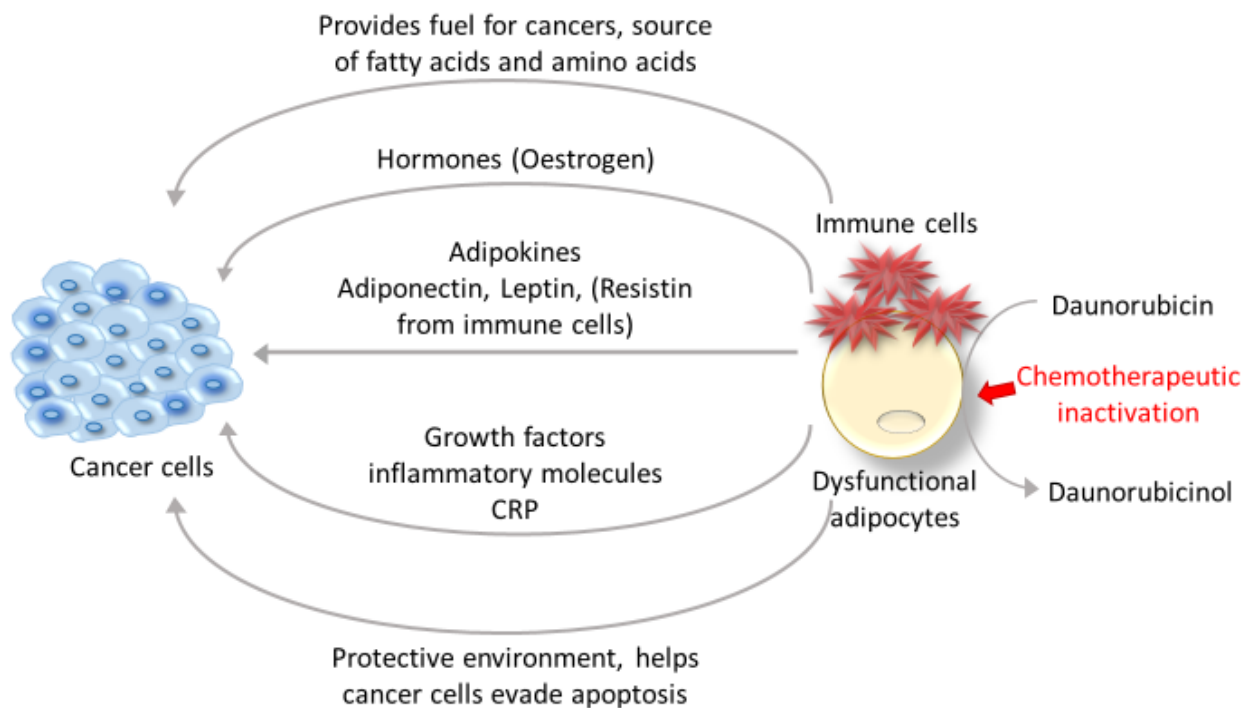 Provides fuel for cancers, source
of fatty acids and amino acids
Hormones (Oestrogen)
Immune cells
Adipokines
Adiponectin, Leptin, (Resistin
from immune cells)
Daunorubicin
Chemotherapeutic
inactivation
Growth factors
inflammatory molecules
CRP
Cancer cells
Dysfunctional
adipocytes
Daunorubicinol
Protective environment, helps
cancer cells evade apoptosis